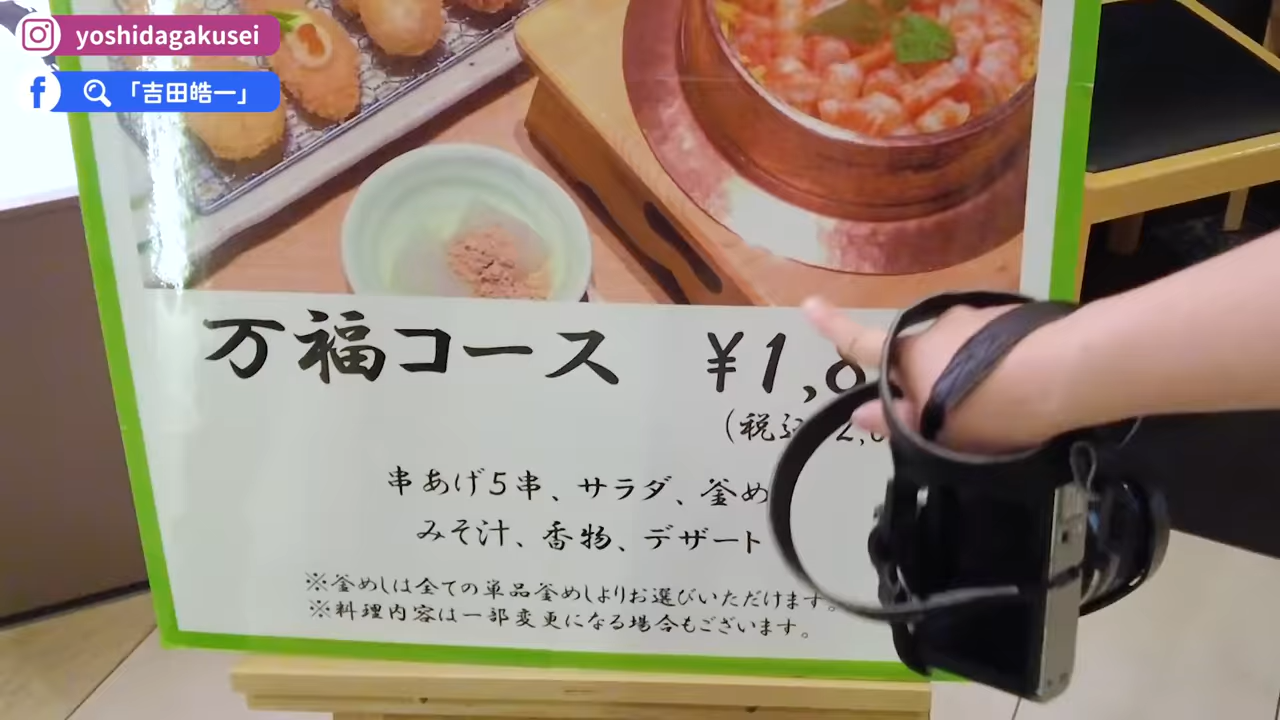 yoshidagakusei
「吉田皓一」
万福コース ¥1,8
(税込 2,0
串あげ5串、サラダ、釜め
みそ汁、香物、デザート
※釜めしは全ての単品釜めしよりお選びいただけます。
※料理内容は一部変更になる場合もございます。